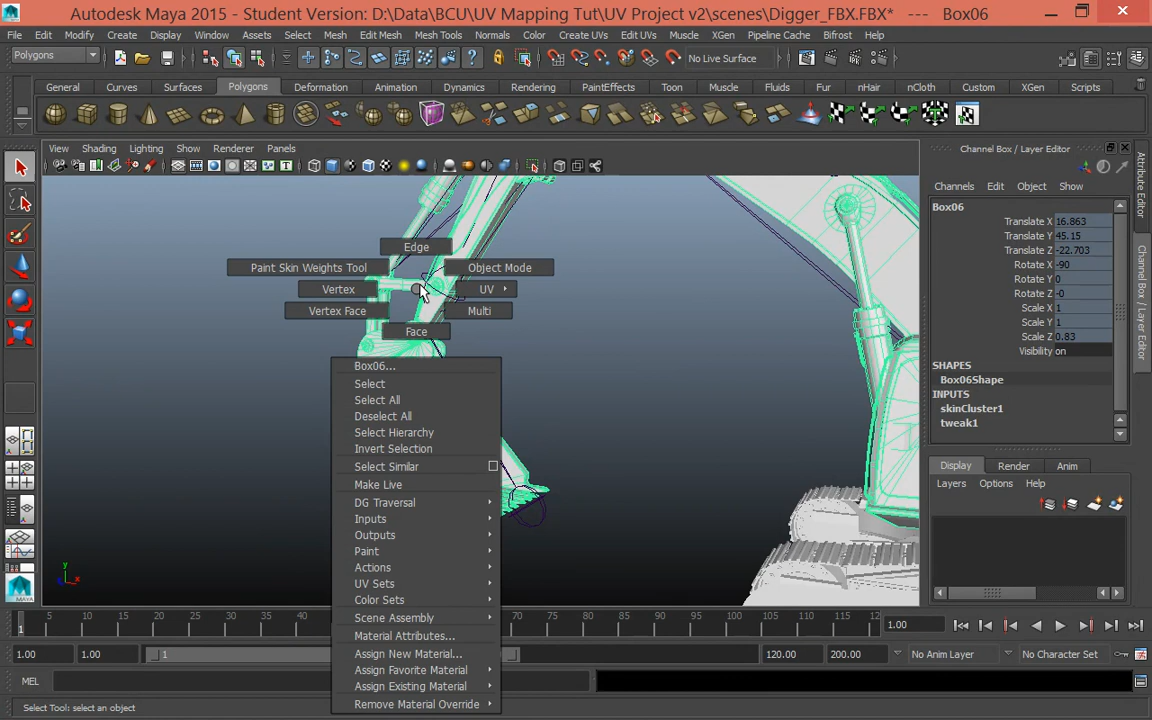 Autodesk Maya 2015 - Student Version: D:\Data\BCU\UV Mapping Tut\UV Project v2\scenes\Digger_FBX.FBX* --- Box06
File Edit Modify Create Display Window Assets Select Mesh Edit Mesh Mesh Tools Normals Color Create UVs Edit UVs Muscle XGen Pipeline Cache Bifrost Help
Polygons
No Live Surface
General Curves Surfaces Polygons Deformation Animation Dynamics Rendering PaintEffects Toon Muscle Fluids Fur nHair nCloth Custom XGen Scripts
View Shading Lighting Show Renderer Panels
Channel Box / Layer Editor
Channels Edit Object Show
Box06
Translate X 16.863
Translate Y 45.15
Translate Z -22.703
Rotate X -90
Rotate Y 0
Rotate Z -0
Scale X 1
Scale Y 1
Scale Z 0.83
Visibility on
SHAPES
Box06Shape
INPUTS
skinCluster1
tweak1
Attribute Editor
Channel Box / Layer Editor
Edge
Paint Skin Weights Tool Object Mode
Vertex UV
Vertex Face Multi
Face
Box06...
Select
Select All
Deselect All
Select Hierarchy
Invert Selection
Select Similar
Make Live
DG Traversal
Inputs
Outputs
Paint
Actions
UV Sets
Color Sets
Scene Assembly
Material Attributes...
Assign New Material...
Assign Favorite Material
Assign Existing Material
Remove Material Override
Display Render Anim
Layers Options Help
y
x
MAYA
1 5 10 15 20 25 30 35 40 70 75 80 85 90 95 100 105 110 115 12
1.00
1.00 1.00 1 120.00 200.00 No Anim Layer No Character Set
MEL
Select Tool: select an object